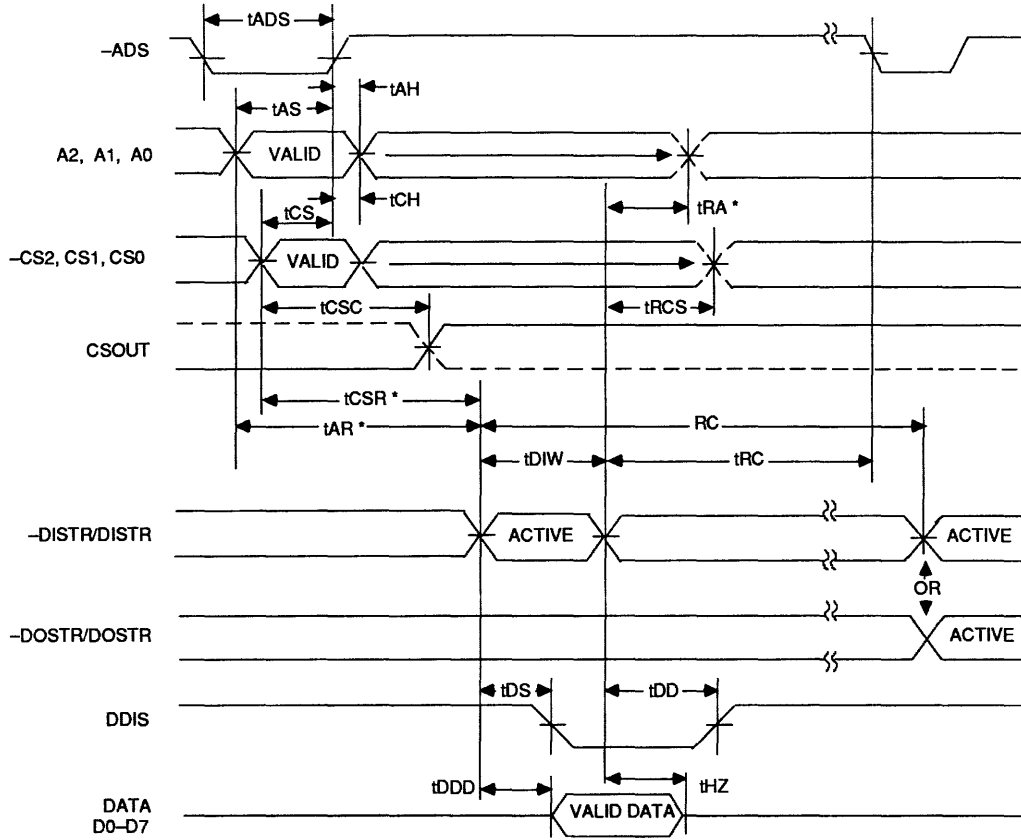 tADS
–ADS
tAH
tAS
A2, A1, A0
VALID
tCH
tCS
tRA *
–CS2, CS1, CS0
VALID
tCSC
tRCS
CSOUT
tCSR *
tAR *
RC
tDIW
tRC
–DISTR/DISTR
ACTIVE
ACTIVE
OR
–DOSTR/DOSTR
ACTIVE
tDS
tDD
DDIS
tDDD
tHZ
DATA
D0–D7
VALID DATA